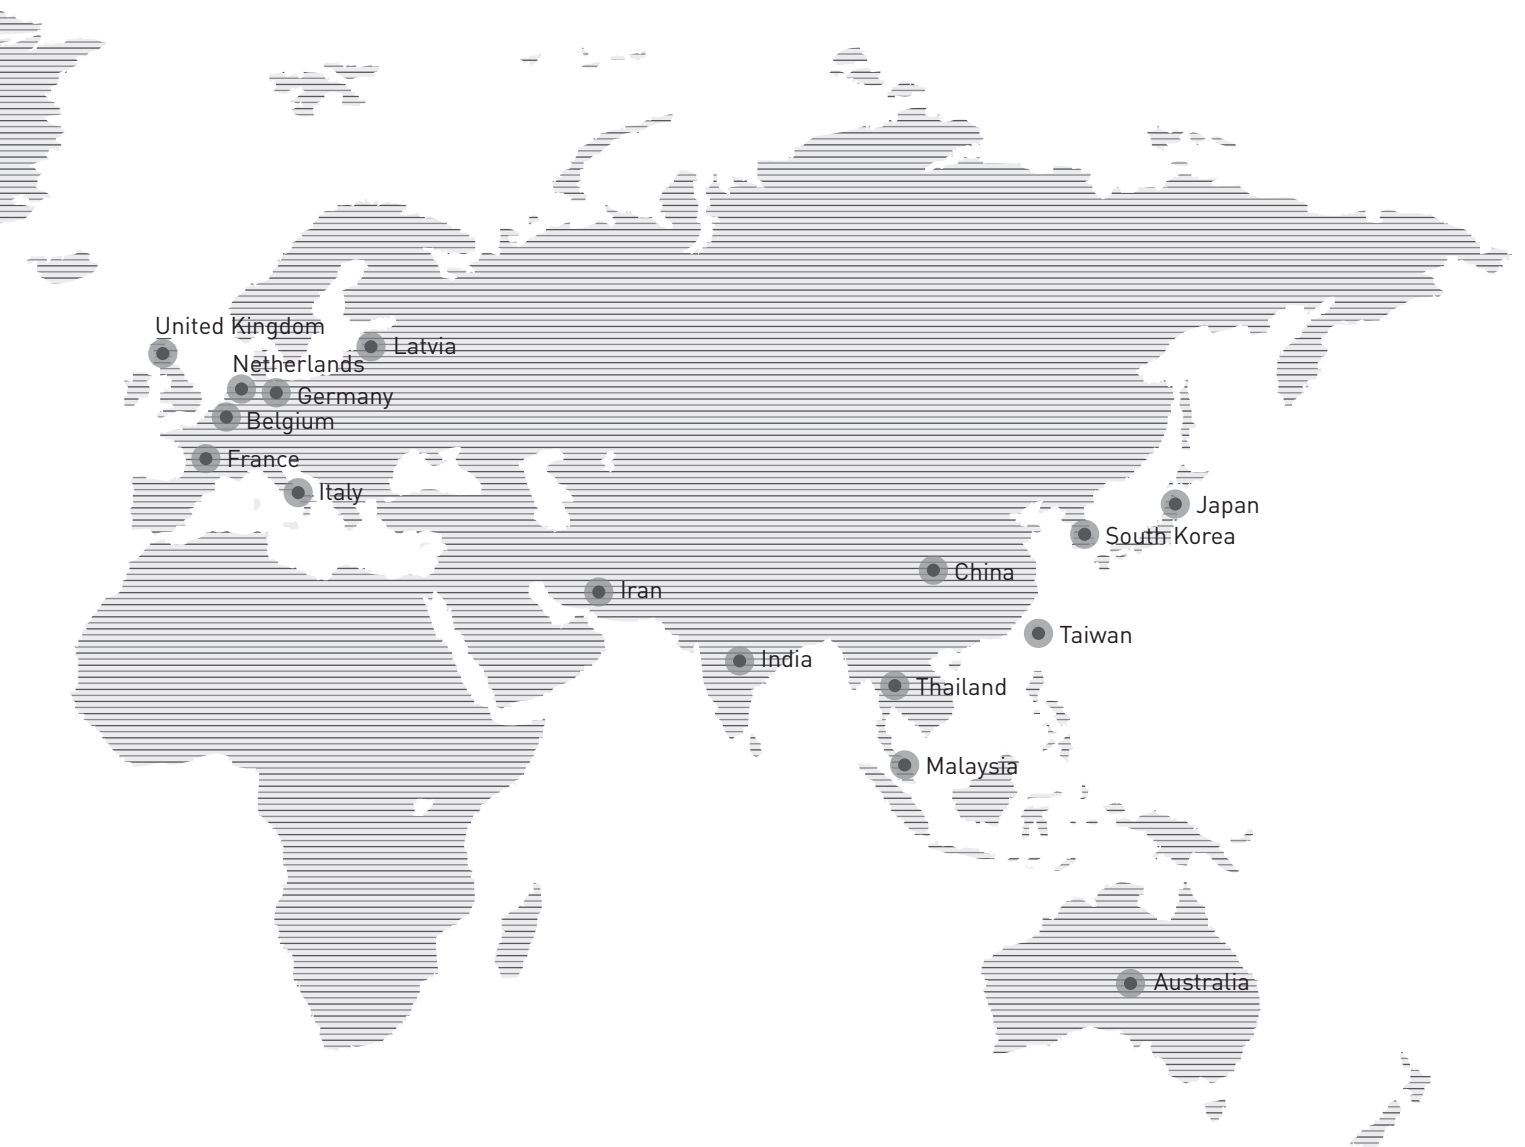 United Kingdom
Latvia
Netherlands
Germany
Belgium
France
Italy
Japan
South Korea
China
Iran
Taiwan
India
Thailand
Malaysia
Australia